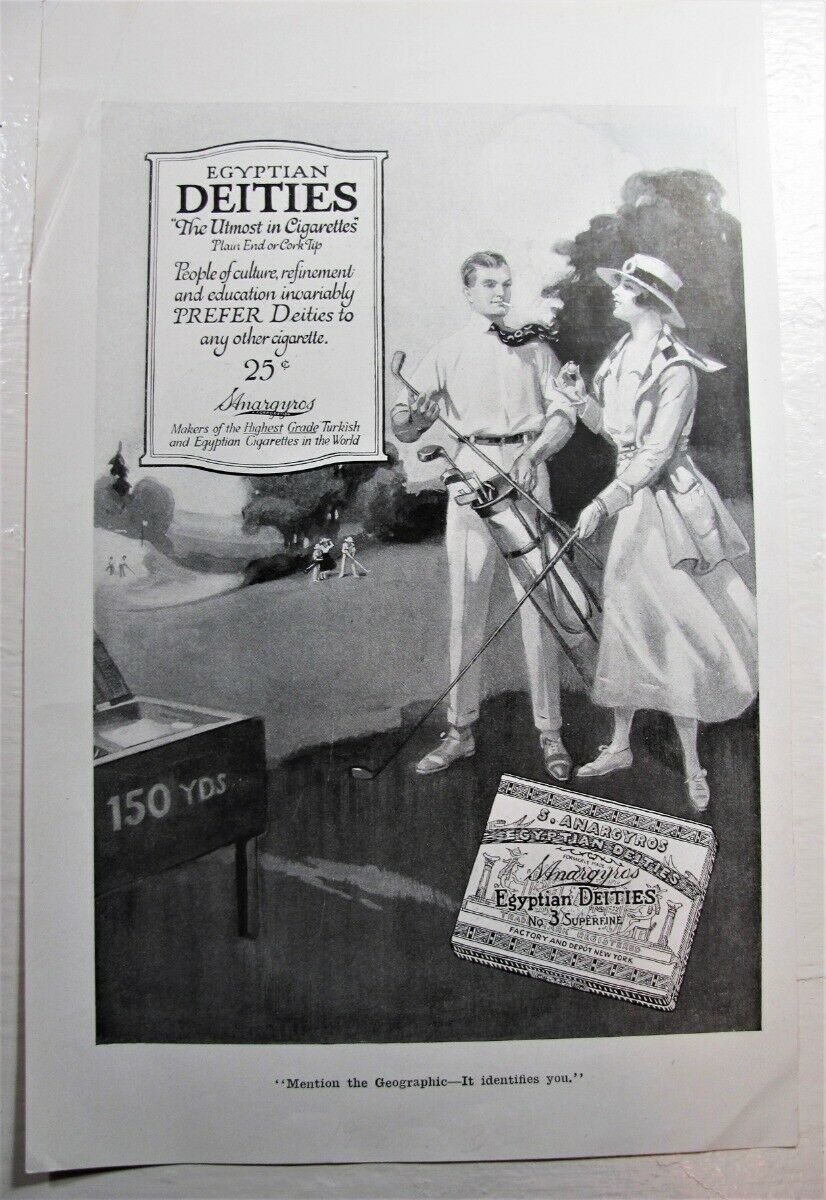 EGYPTIAN
DEITIES
"The Utmost in Cigarettes"
Plain End or Cork Tip
People of culture, refinement
and education invariably
PREFER Deities to
any other cigarette.
25¢
S. Anargyros
Makers of the Highest Grade Turkish
and Egyptian Cigarettes in the World
150 YDS
S. ANARGYROS
EGYPTIAN DEITIES
S. Anargyros
Egyptian DEITIES
No. 3 SUPERFINE
TRADE MARK REGISTERED
FACTORY AND DEPOT NEW YORK
"Mention the Geographic—It identifies you."